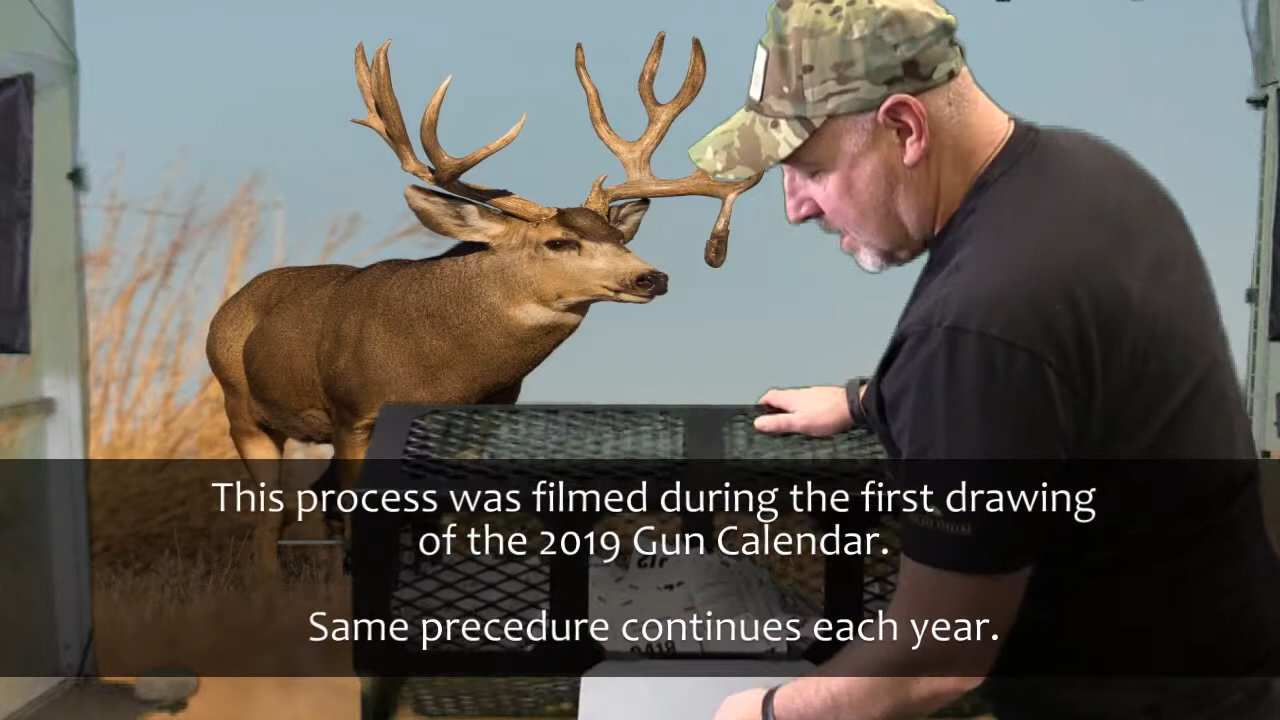 This process was filmed during the first drawing
of the 2019 Gun Calendar.
Same precedure continues each year.